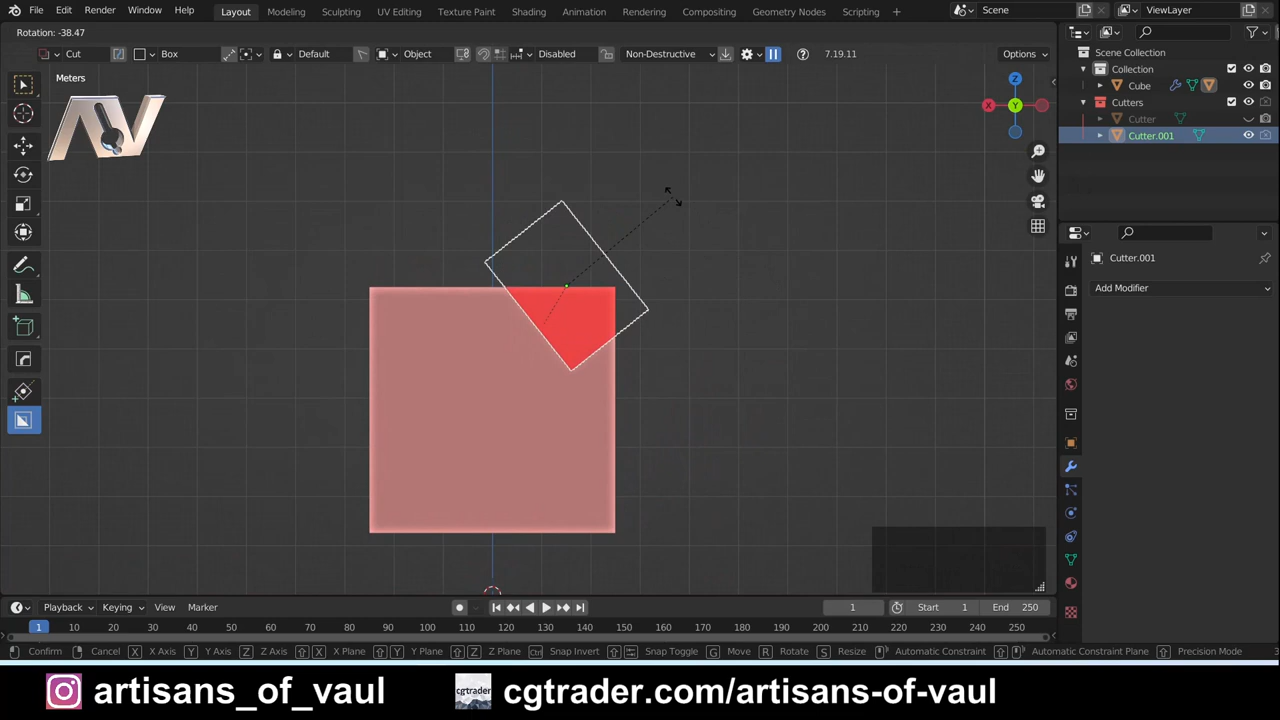 File Edit Render Window Help Layout Modeling Sculpting UV Editing Texture Paint Shading Animation Rendering Compositing Geometry Nodes Scripting + Scene ViewLayer
Rotation: -38.47
Cut Box Default Object Disabled Non-Destructive 7.19.11 Options
Meters
AV
X Y Z
Scene Collection
Collection
Cube
Cutters
Cutter
Cutter.001
Cutter.001
Add Modifier
Playback Keying View Marker 1 Start 1 End 250
1 10 20 30 40 50 60 70 80 90 100 110 120 130 140 150 160 170 180 190 200 210 220 230 240 250
Confirm Cancel X X Axis Y Y Axis Z Z Axis X X Plane Y Y Plane Z Z Plane Snap Invert Snap Toggle G Move R Rotate S Resize Automatic Constraint Automatic Constraint Plane Precision Mode
artisans_of_vaul cgtrader cgtrader.com/artisans-of-vaul